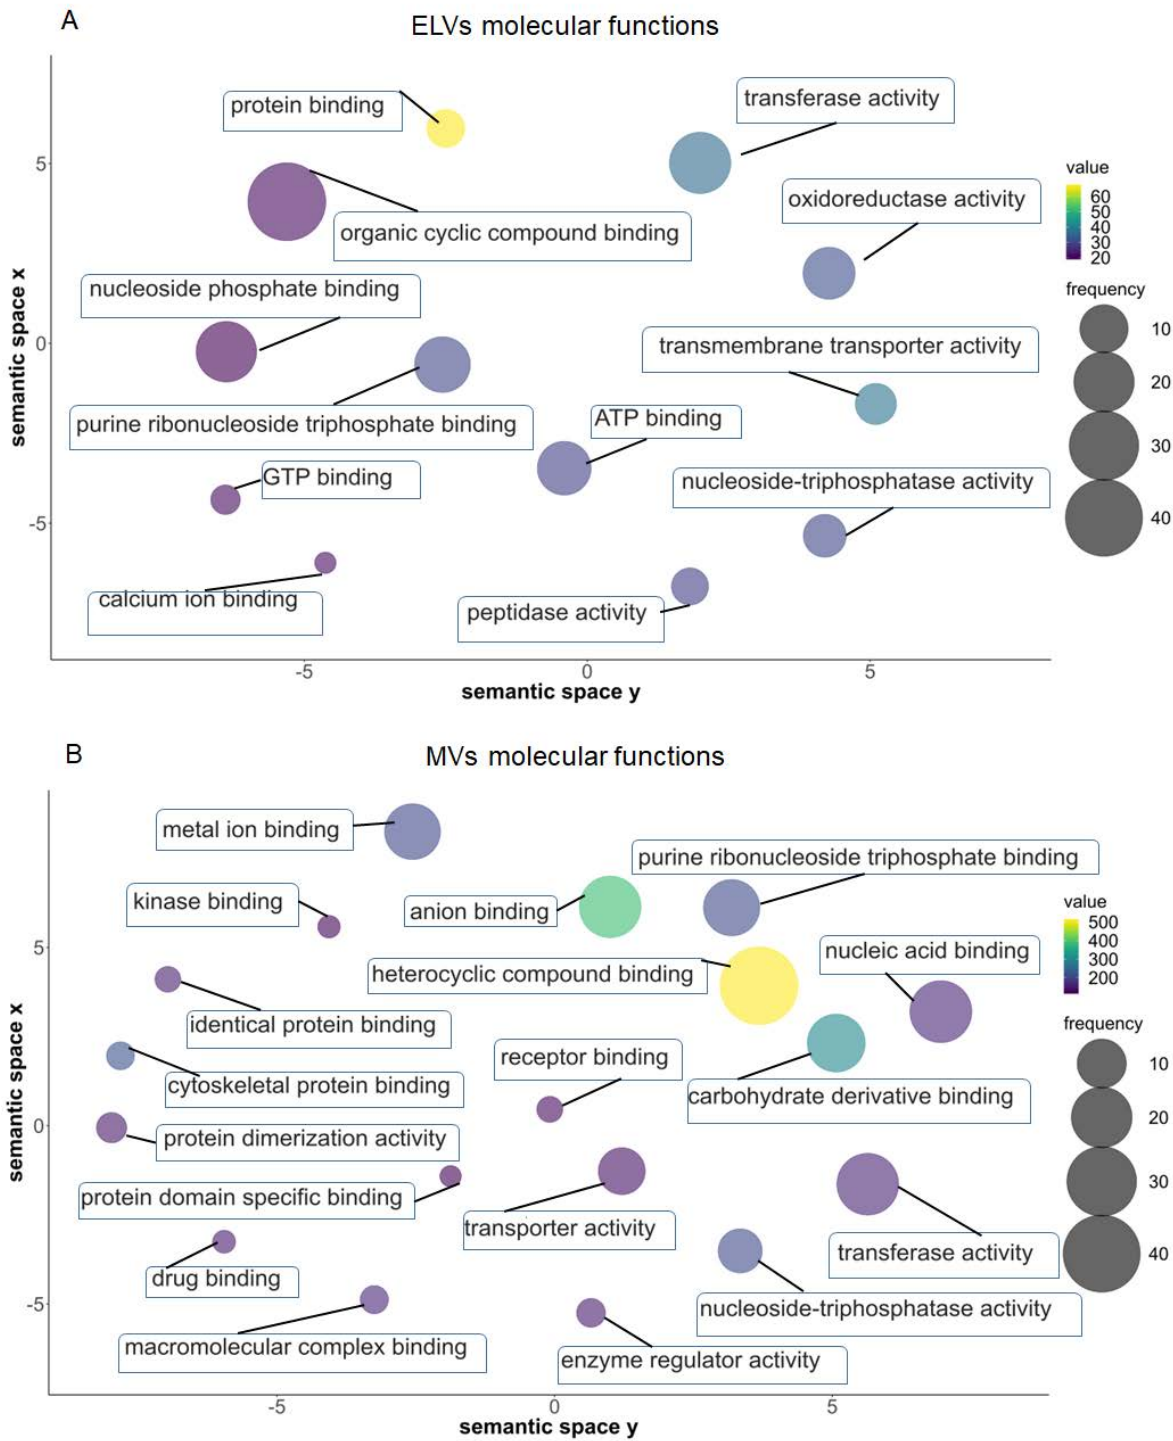 A
ELVs molecular functions
protein binding
transferase activity
value
60
50
40
30
20
oxidoreductase activity
organic cyclic compound binding
nucleoside phosphate binding
frequency
10
20
30
40
transmembrane transporter activity
purine ribonucleoside triphosphate binding
ATP binding
GTP binding
nucleoside-triphosphatase activity
calcium ion binding
peptidase activity
5
0
-5
semantic space x
-5
0
5
semantic space y
B
MVs molecular functions
metal ion binding
purine ribonucleoside triphosphate binding
kinase binding
anion binding
value
500
400
300
200
nucleic acid binding
heterocyclic compound binding
identical protein binding
frequency
10
20
30
40
receptor binding
cytoskeletal protein binding
carbohydrate derivative binding
protein dimerization activity
protein domain specific binding
transporter activity
transferase activity
drug binding
nucleoside-triphosphatase activity
macromolecular complex binding
enzyme regulator activity
5
0
-5
semantic space x
-5
0
5
semantic space y